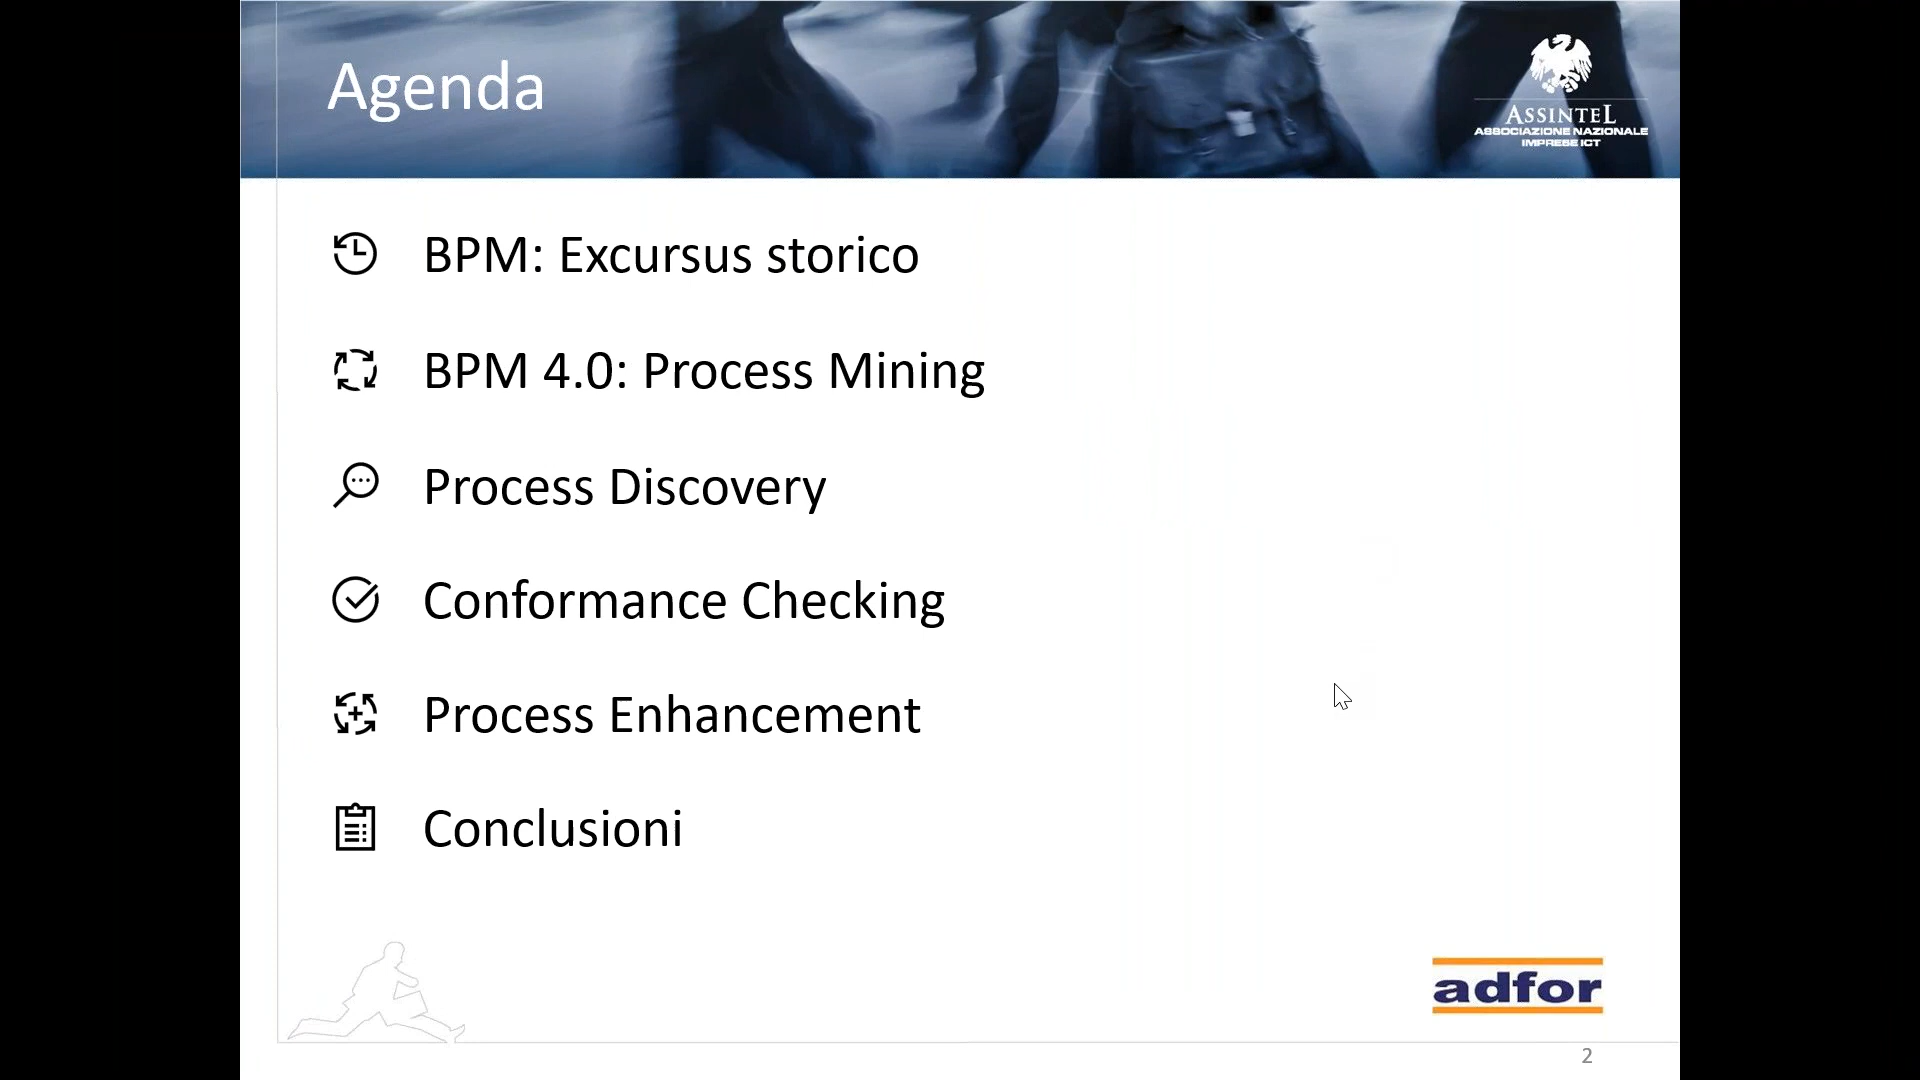 Agenda
ASSINTEL
ASSOCIAZIONE NAZIONALE
IMPRESE ICT
BPM: Excursus storico
BPM 4.0: Process Mining
Process Discovery
Conformance Checking
Process Enhancement
Conclusioni
adfor
2